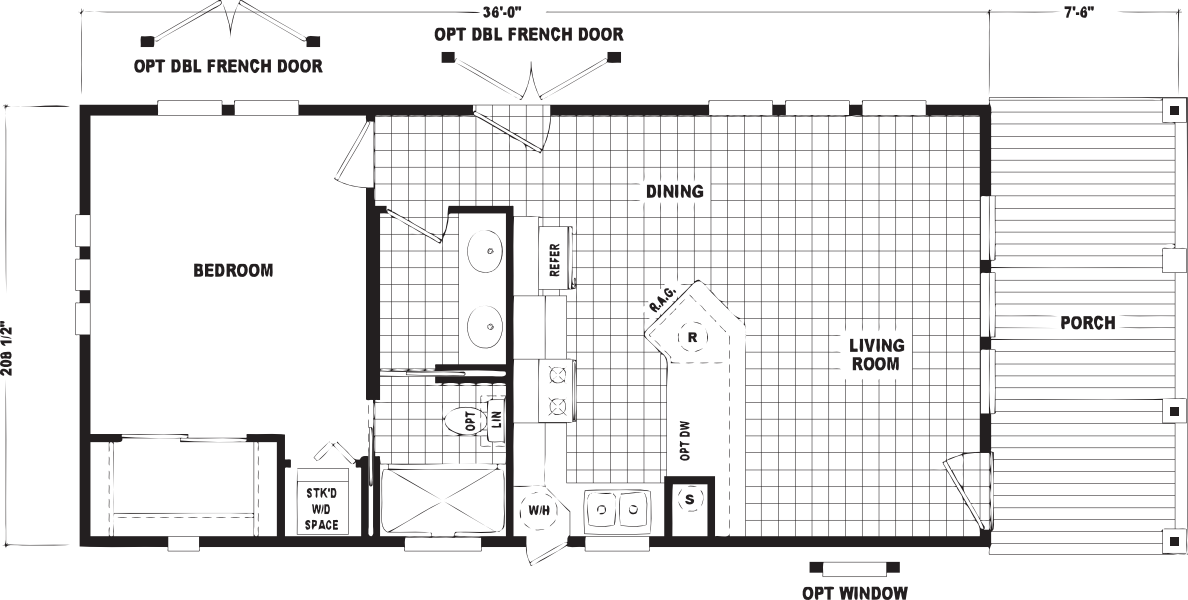 36'-0"
7'-6"
OPT DBL FRENCH DOOR
OPT DBL FRENCH DOOR
DINING
BEDROOM
REFER
R.A.G.
R
208 1/2"
PORCH
LIVING
ROOM
OPT
LIN
OPT DW
STK'D
W/D
SPACE
W/H
S
OPT WINDOW